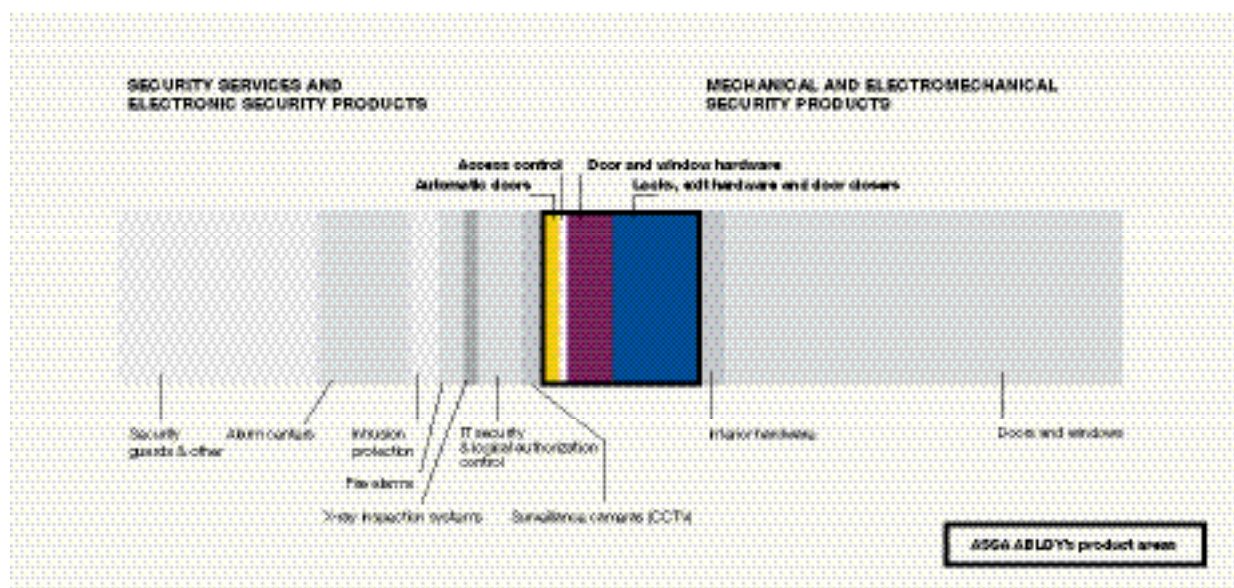 SECURITY SERVICES AND
ELECTRONIC SECURITY PRODUCTS
MECHANICAL AND ELECTROMECHANICAL
SECURITY PRODUCTS
Access control
Door and window hardware
Automatic doors
Locks, exit hardware and door closers
Security
guards & other
Alarm centers
Intrusion
protection
IT security
& logical authorization
control
Interior hardware
Doors and windows
Fire alarms
X-ray inspection systems
Surveillance cameras (CCTV)
ASSA ABLOY's product areas